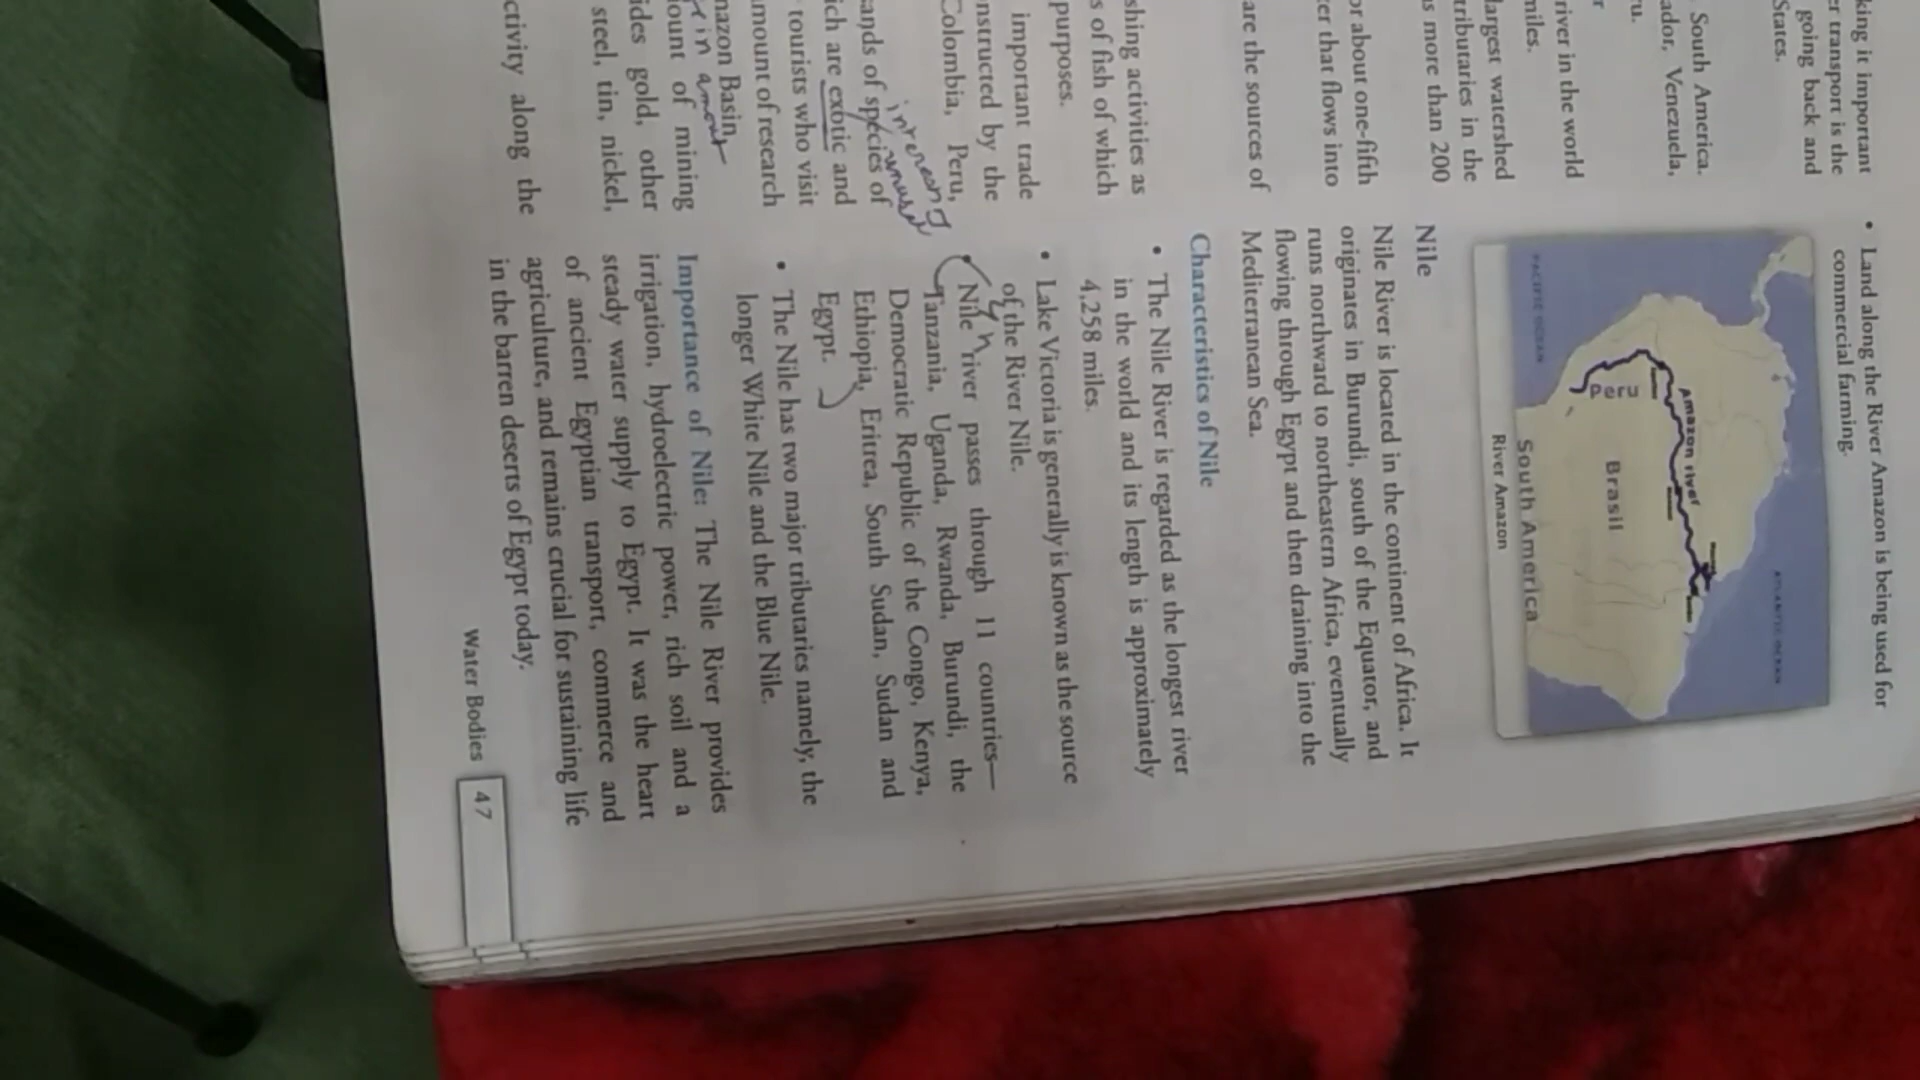 king it important
er transport is the
going back and
States.
South America.
ador, Venezuela,
ru.
river in the world
r
miles.
largest watershed
tributaries in the
s more than 200
or about one-fifth
er that flows into
are the sources of
shing activities as
s of fish of which
purposes.
important trade
nstructed by the
Colombia, Peru,
ands of species of
ich are exotic and
tourists who visit
mount of research
mazon Basin.
in amount
ount of mining
ides gold, other
steel, tin, nickel,
ctivity along the
• Land along the River Amazon is being used for
commercial farming.
ATLANTIC OCEAN
Amazon river
Peru
Brasil
PACIFIC OCEAN
South America
River Amazon
Nile
Nile River is located in the continent of Africa. It
originates in Burundi, south of the Equator, and
runs northward to northeastern Africa, eventually
flowing through Egypt and then draining into the
Mediterranean Sea.
Characteristics of Nile
• The Nile River is regarded as the longest river
in the world and its length is approximately
4,258 miles.
• Lake Victoria is generally is known as the source
of the River Nile.
• Nile river passes through 11 countries—
Tanzania, Uganda, Rwanda, Burundi, the
Democratic Republic of the Congo, Kenya,
Ethiopia, Eritrea, South Sudan, Sudan and
Egypt.
• The Nile has two major tributaries namely, the
longer White Nile and the Blue Nile.
Importance of Nile: The Nile River provides
irrigation, hydroelectric power, rich soil and a
steady water supply to Egypt. It was the heart
of ancient Egyptian transport, commerce and
agriculture, and remains crucial for sustaining life
in the barren deserts of Egypt today.
Water Bodies 47